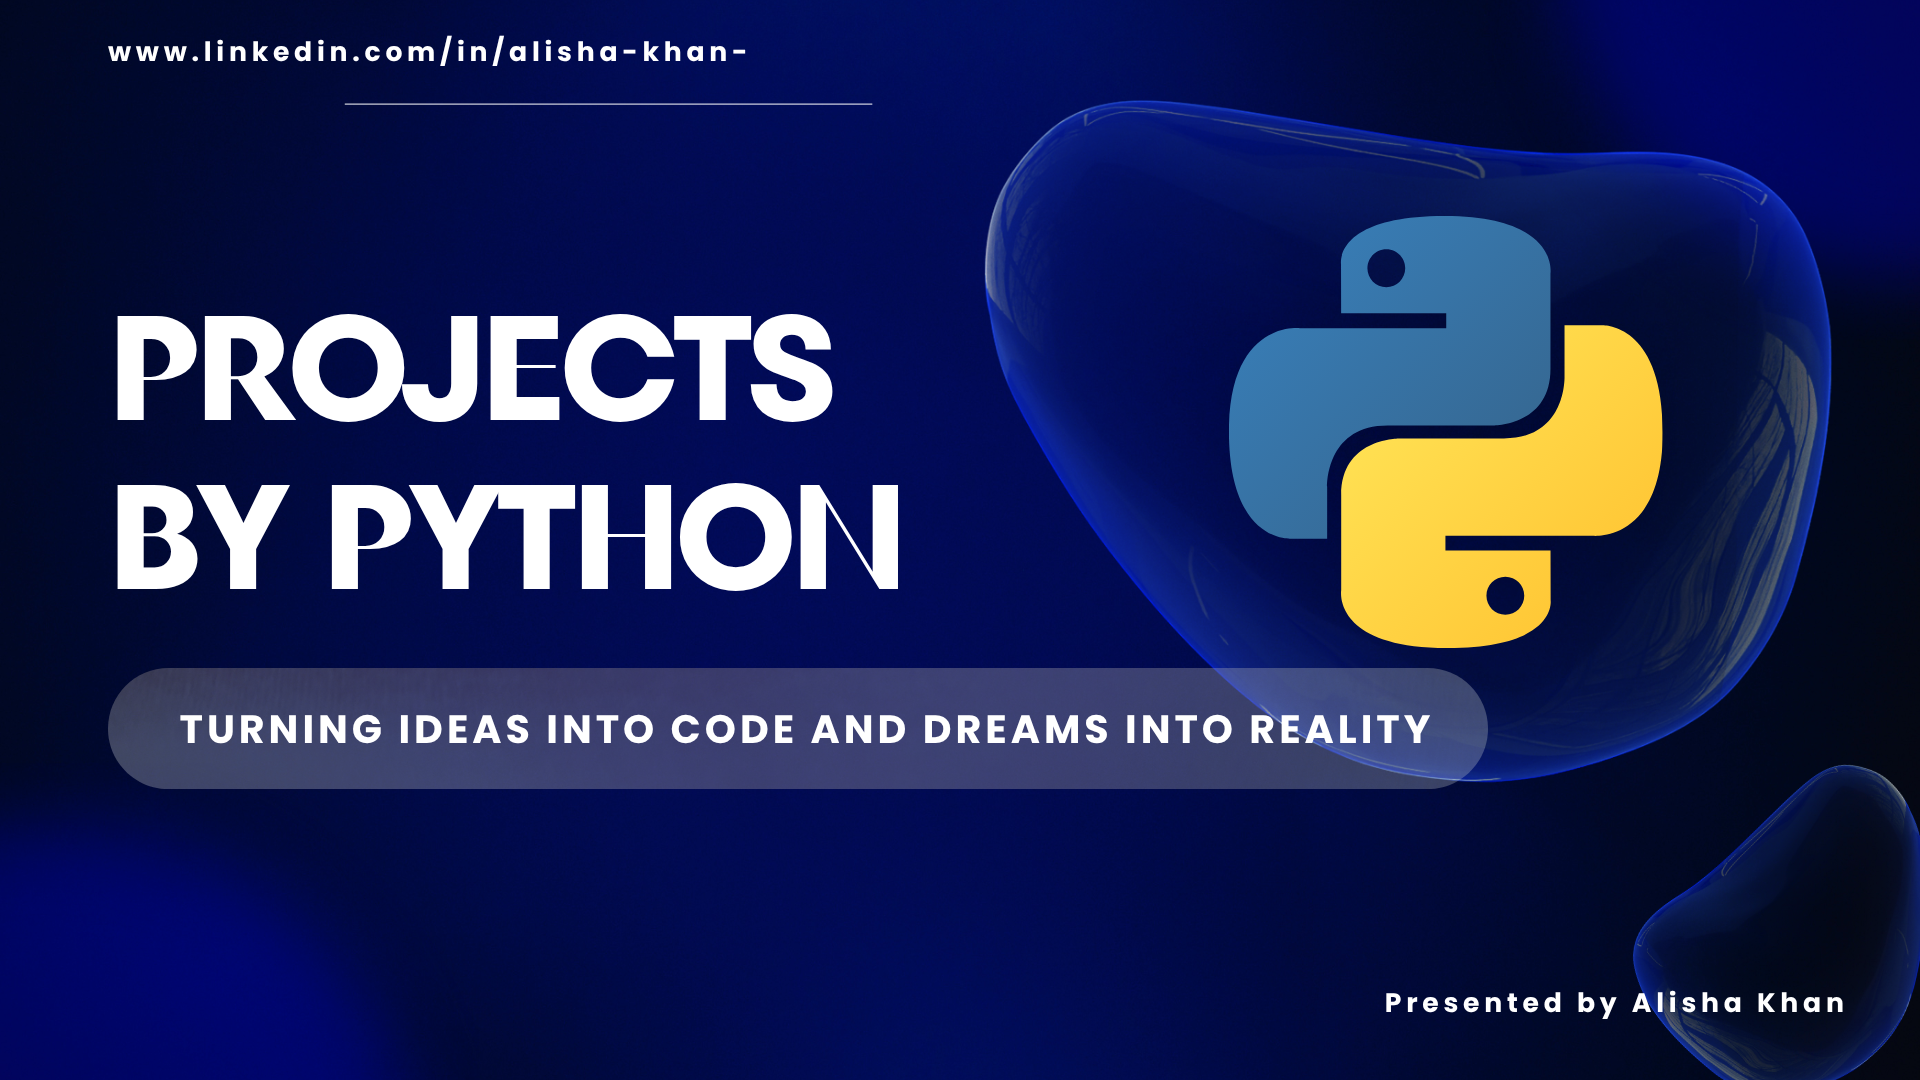 www.linkedin.com/in/alisha-khan-
PROJECTS
BY PYTHON
TURNING IDEAS INTO CODE AND DREAMS INTO REALITY
Presented by Alisha Khan